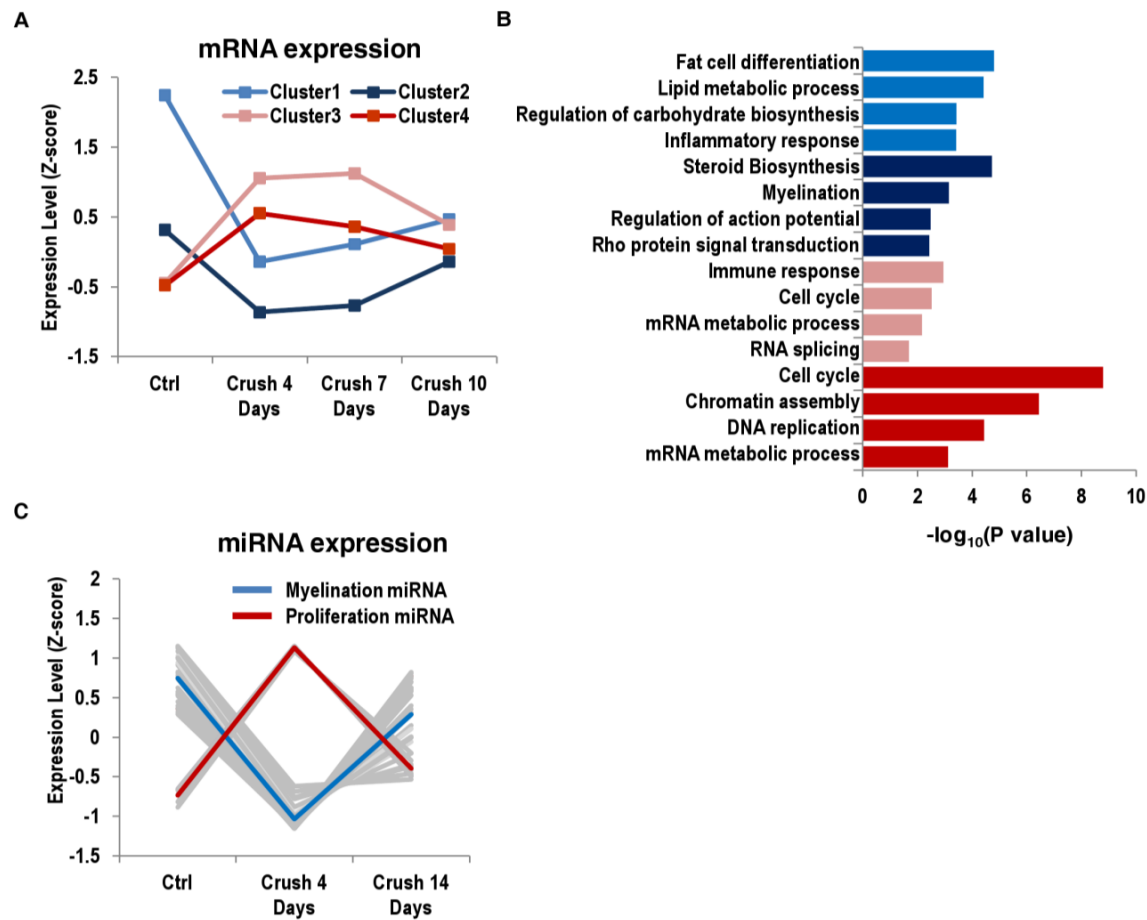 A
mRNA expression
Cluster1
Cluster2
Cluster3
Cluster4
Expression Level (Z-score)
2.5
1.5
0.5
-0.5
-1.5
Ctrl
Crush 4 Days
Crush 7 Days
Crush 10 Days
B
Fat cell differentiation
Lipid metabolic process
Regulation of carbohydrate biosynthesis
Inflammatory response
Steroid Biosynthesis
Myelination
Regulation of action potential
Rho protein signal transduction
Immune response
Cell cycle
mRNA metabolic process
RNA splicing
Cell cycle
Chromatin assembly
DNA replication
mRNA metabolic process
0 2 4 6 8 10
-log₁₀(P value)
C
miRNA expression
Myelination miRNA
Proliferation miRNA
Expression Level (Z-score)
2
1.5
1
0.5
0
-0.5
-1
-1.5
Ctrl
Crush 4 Days
Crush 14 Days